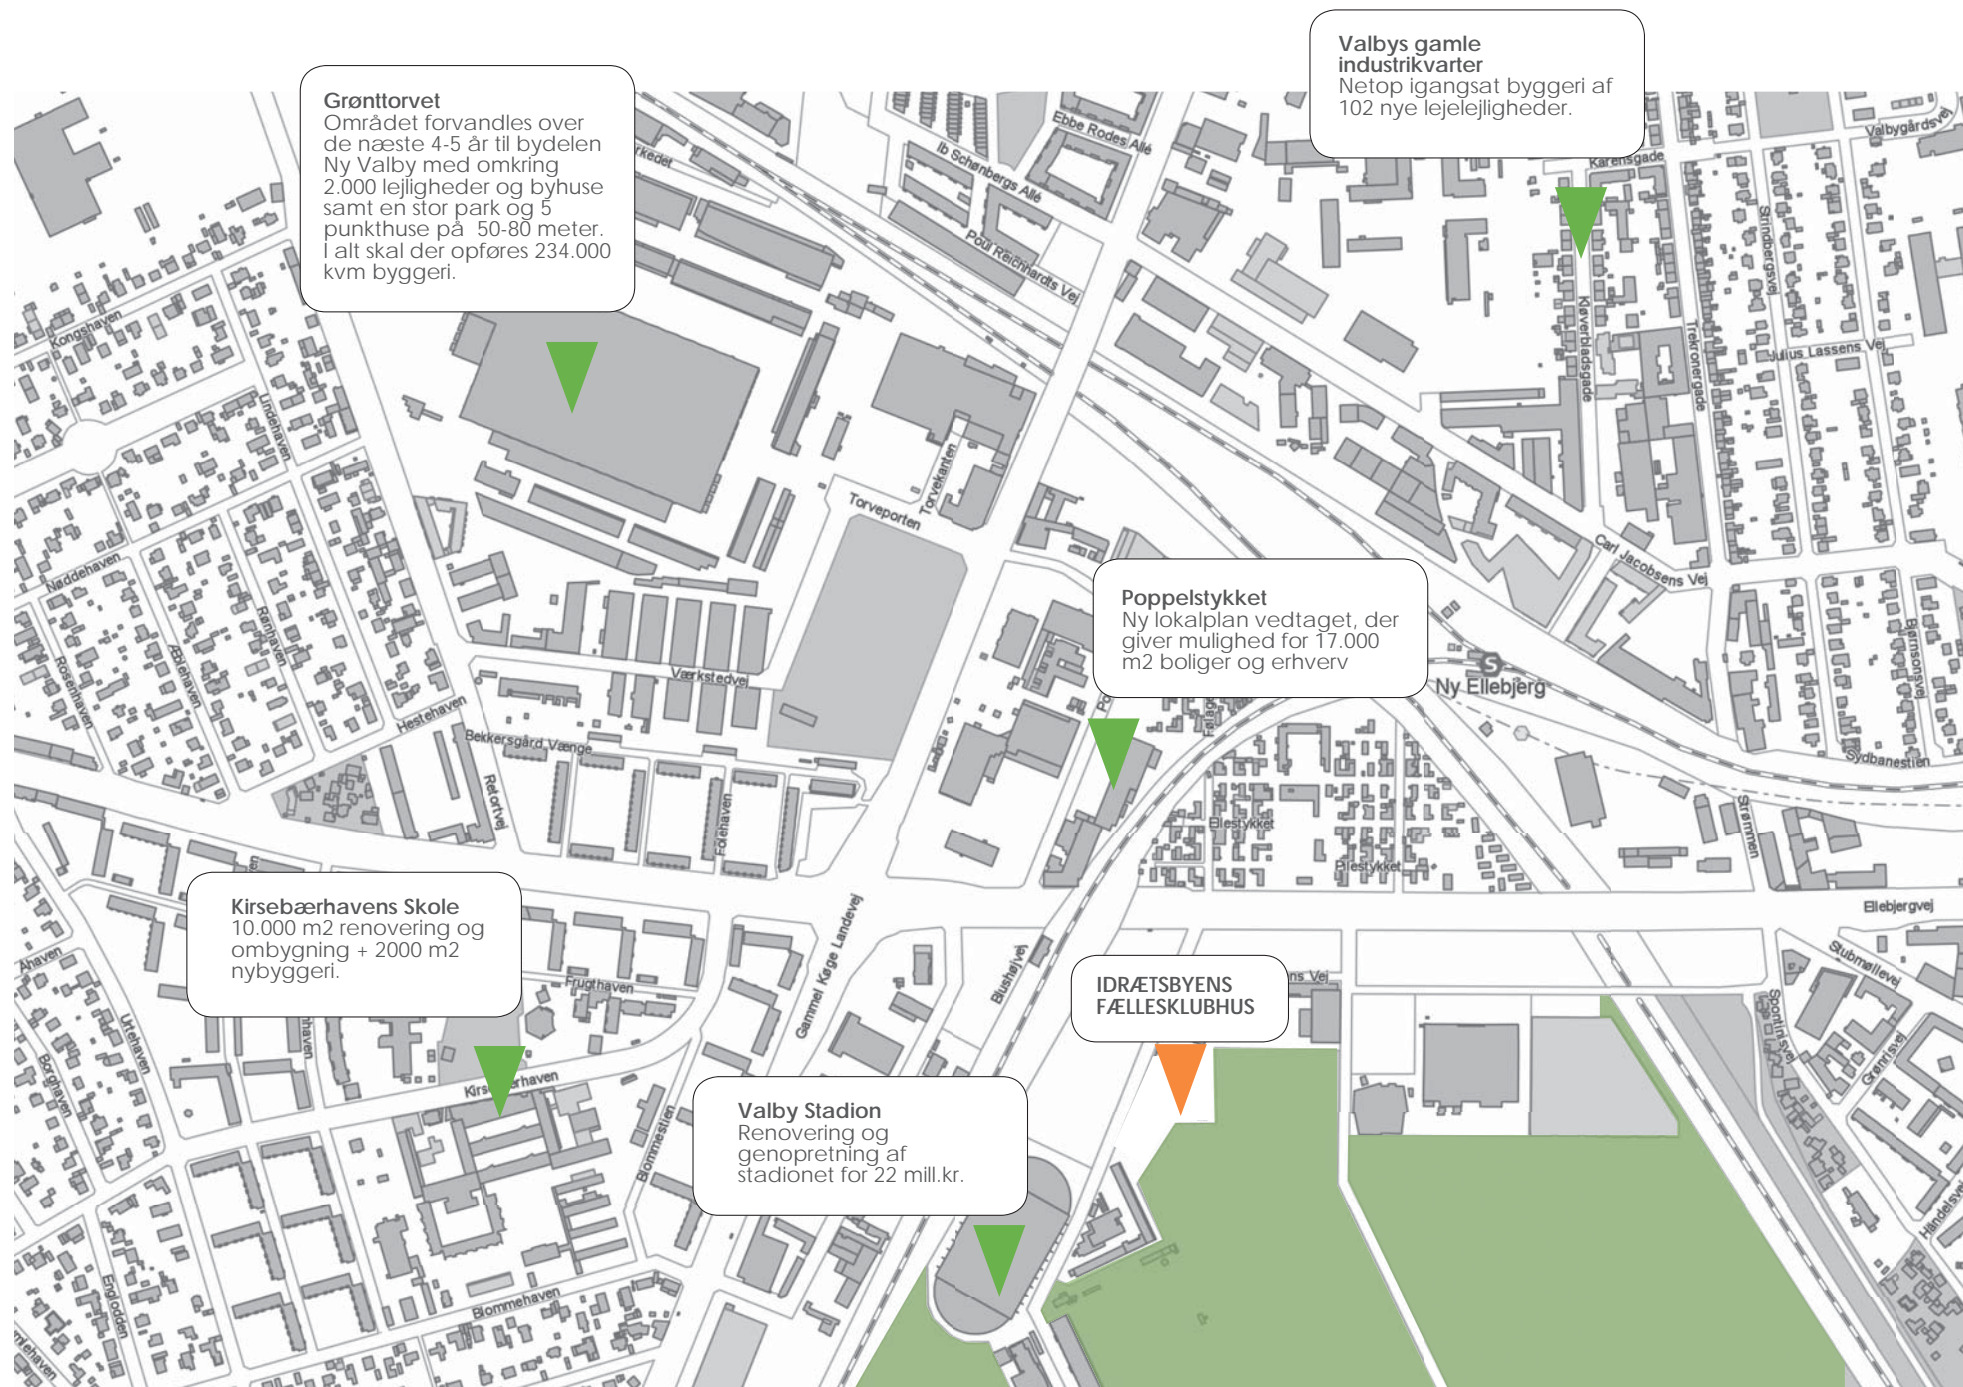 Valbys gamle
industrikvarter
Netop igangsat byggeri af
102 nye lejelejligheder.
Grønttorvet
Området forvandles over
de næste 4-5 år til bydelen
Ny Valby med omkring
2.000 lejligheder og byhuse
samt en stor park og 5
punkthuse på 50-80 meter.
I alt skal der opføres 234.000
kvm byggeri.
Ebbe Rodes Allé
Ib Schønbergs Allé
Poul Reichhardts Vej
Valbygårdsvej
Karensgade
Strindbergsvej
Kløverbladsgade
Trekronergade
Julius Lassens Vej
Kongshaven
Lindehaven
Torvekanten
Torveporten
Carl Jacobsens Vej
Nøddehaven
Rønhaven
Æblehaven
Rosenhaven
Hestehaven
Værkstedvej
Bekkersgård Vænge
Retortvej
Folehaven
Poppelstykket
Ny lokalplan vedtaget, der
giver mulighed for 17.000
m2 boliger og erhverv
S
Ny Ellebjerg
Bjørnsonsvej
Sydbanestien
Strømmen
Ellestykket
Pilestykket
Ellebjergvej
Kirsebærhavens Skole
10.000 m2 renovering og
ombygning + 2000 m2
nybyggeri.
Frugthaven
Gammel Køge Landevej
Blushøjvej
IDRÆTSBYENS
FÆLLESKLUBHUS
ns Vej
Stubmøllevej
Spontinisvej
Grønrisvej
Händelsvej
Åhaven
Urtehaven
Borghaven
Blommestien
Valby Stadion
Renovering og
genopretning af
stadionet for 22 mill.kr.
Blommehaven
Englodden